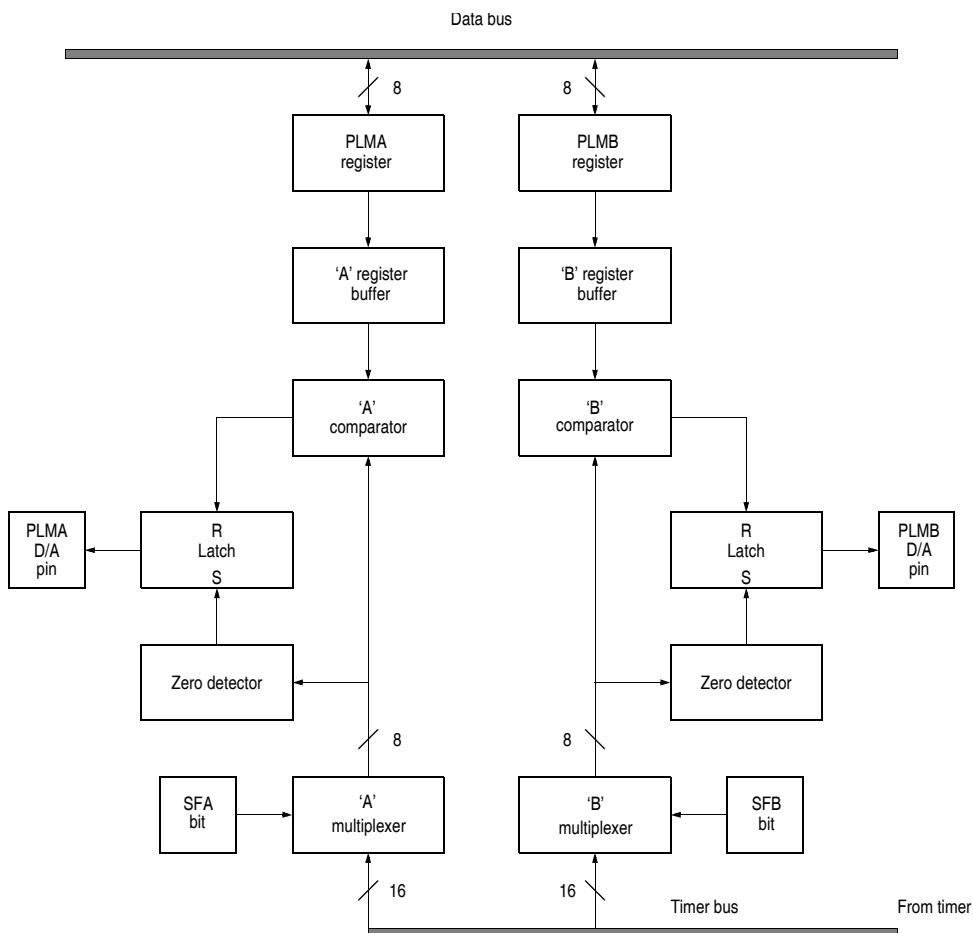 Data bus
8
8
PLMA
register
PLMB
register
‘A’ register
buffer
‘B’ register
buffer
‘A’
comparator
‘B’
comparator
PLMA
D/A
pin
R
Latch
S
R
Latch
S
PLMB
D/A
pin
Zero detector
Zero detector
8
8
SFA
bit
‘A’
multiplexer
‘B’
multiplexer
SFB
bit
16
16
Timer bus
From timer